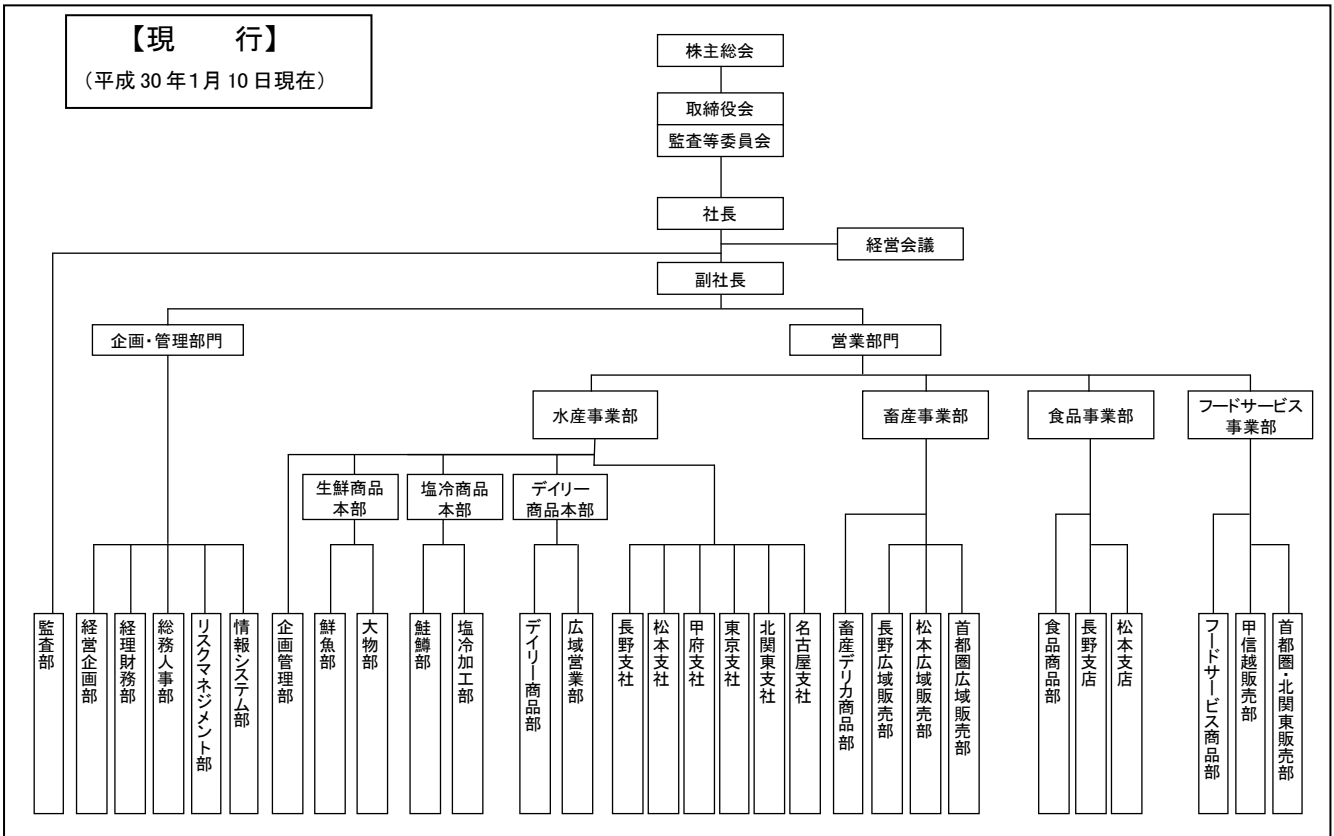 【現　　行】
（平成 30 年1月 10 日現在）
株主総会
取締役会
監査等委員会
社長
経営会議
副社長
企画・管理部門
営業部門
水産事業部
畜産事業部
食品事業部
フードサービス
事業部
生鮮商品
本部
塩冷商品
本部
デイリー
商品本部
監査部
経営企画部
経理財務部
総務人事部
リスクマネジメント部
情報システム部
企画管理部
鮮魚部
大物部
鮭鱒部
塩冷加工部
デイリー商品部
広域営業部
長野支社
松本支社
甲府支社
東京支社
北関東支社
名古屋支社
畜産デリカ商品部
長野広域販売部
松本広域販売部
首都圏広域販売部
食品商品部
長野支店
松本支店
フードサービス商品部
甲信越販売部
首都圏・北関東販売部